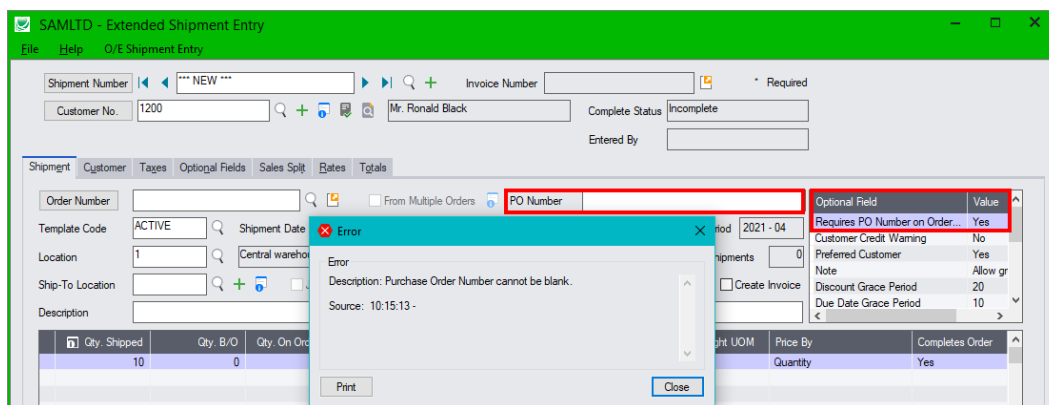 SAMLTD - Extended Shipment Entry
File Help O/E Shipment Entry
Shipment Number *** NEW *** Invoice Number * Required
Customer No. 1200 Mr. Ronald Black Complete Status Incomplete
Entered By
Shipment Customer Taxes Optional Fields Sales Split Rates Totals
Order Number From Multiple Orders PO Number Optional Field Value
Template Code ACTIVE Shipment Date 2021 - 04 Requires PO Number on Order... Yes
Customer Credit Warning No
Location 1 Central wareho 0 Preferred Customer Yes
Note Allow gr
Ship-To Location Create Invoice Discount Grace Period 20
Due Date Grace Period 10
Description
Error
Error
Description: Purchase Order Number cannot be blank.
Source: 10:15:13 -
Print Close
Qty. Shipped Qty. B/O Qty. On Ord UOM Price By Completes Order
10 0 Quantity Yes